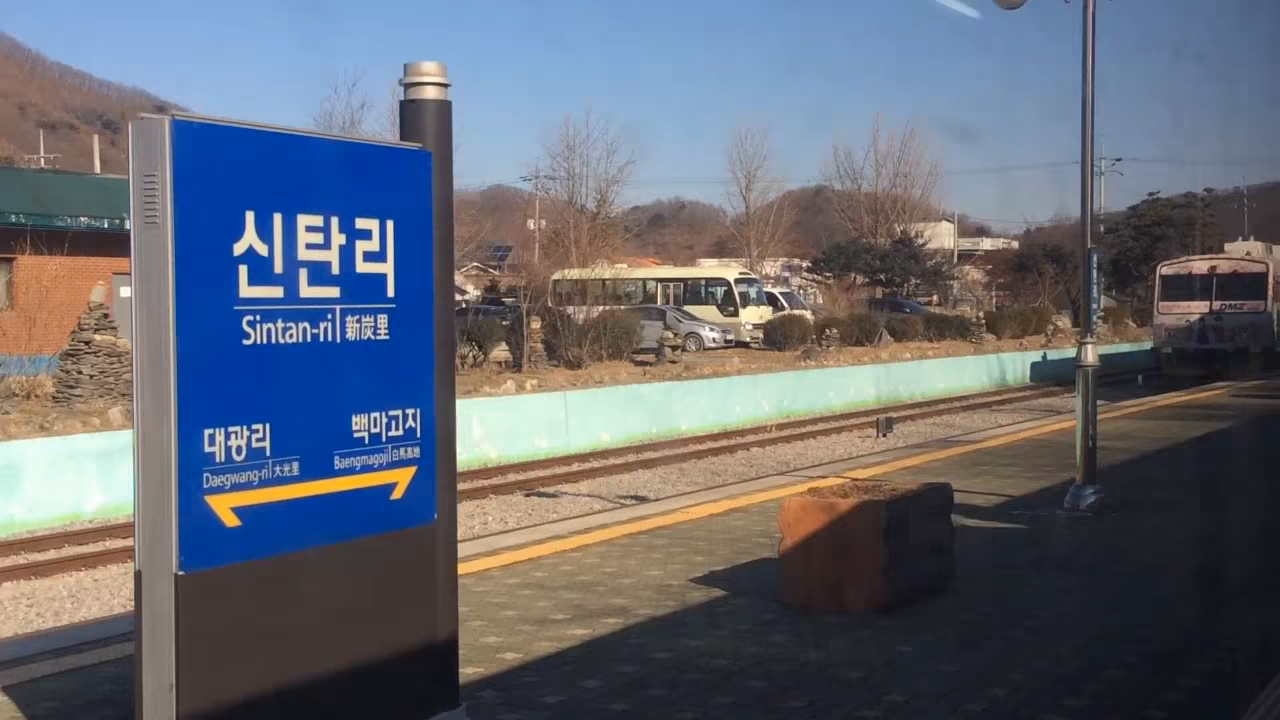 신탄리
Sintan-ri 新炭里
대광리
Daegwang-ri 大光里
백마고지
Baengmagoji 白馬高地
DMZ